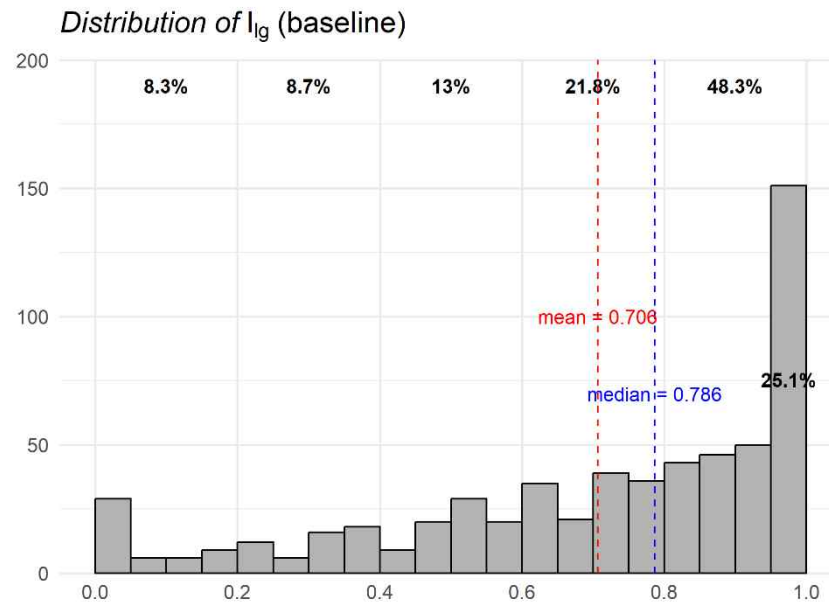 Distribution of Ilg (baseline)
200
8.3% 8.7% 13% 21.8% 48.3%
150
100
mean = 0.706
25.1%
median = 0.786
50
0
0.0 0.2 0.4 0.6 0.8 1.0